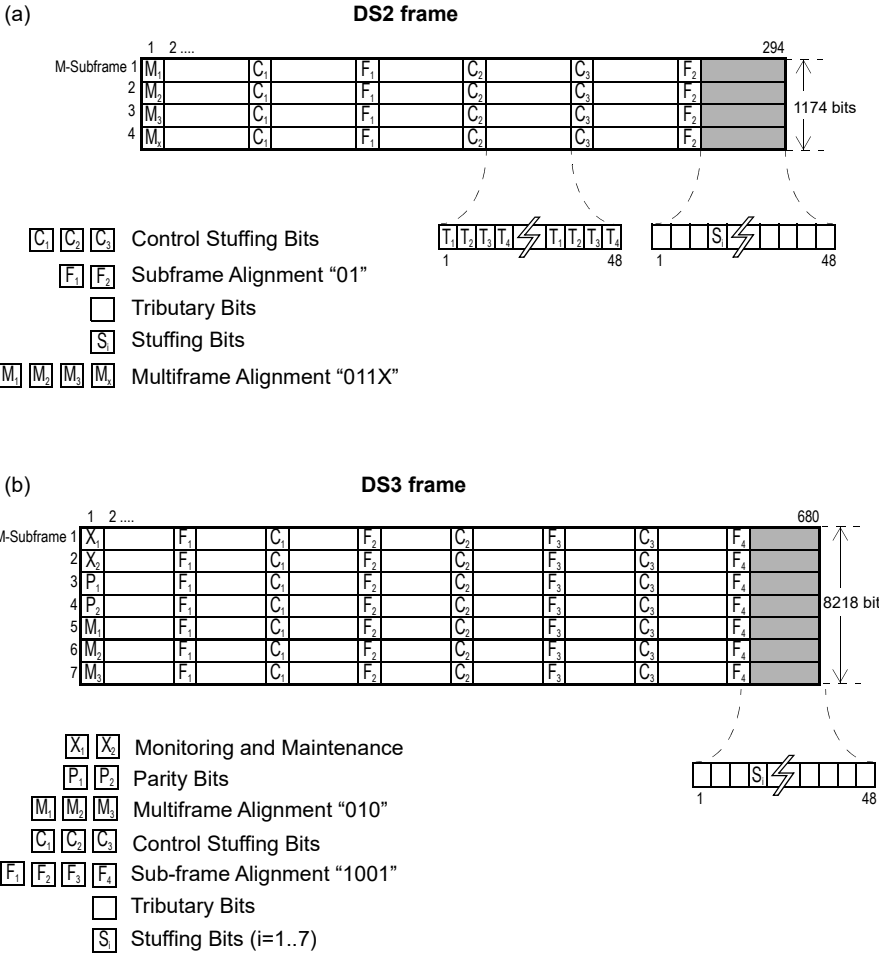 (a)
DS2 frame
1 2 .... 294
M-Subframe 1 M1 C1 F1 C2 C3 F2
2 M2 C1 F1 C2 C3 F2
3 M3 C1 F1 C2 C3 F2
4 Mx C1 F1 C2 C3 F2
1174 bits
T1 T2 T3 T4 T1 T2 T3 T4
1 48
Si
1 48
C1 C2 C3 Control Stuffing Bits
F1 F2 Subframe Alignment “01”
Tributary Bits
Si Stuffing Bits
M1 M2 M3 Mx Multiframe Alignment “011X”
(b)
DS3 frame
1 2 .... 680
M-Subframe 1 X1 F1 C1 F2 C2 F3 C3 F4
2 X2 F1 C1 F2 C2 F3 C3 F4
3 P1 F1 C1 F2 C2 F3 C3 F4
4 P2 F1 C1 F2 C2 F3 C3 F4
5 M1 F1 C1 F2 C2 F3 C3 F4
6 M2 F1 C1 F2 C2 F3 C3 F4
7 M3 F1 C1 F2 C2 F3 C3 F4
8218 bit
Si
1 48
X1 X2 Monitoring and Maintenance
P1 P2 Parity Bits
M1 M2 M3 Multiframe Alignment “010”
C1 C2 C3 Control Stuffing Bits
F1 F2 F3 F4 Sub-frame Alignment “1001”
Tributary Bits
Si Stuffing Bits (i=1..7)